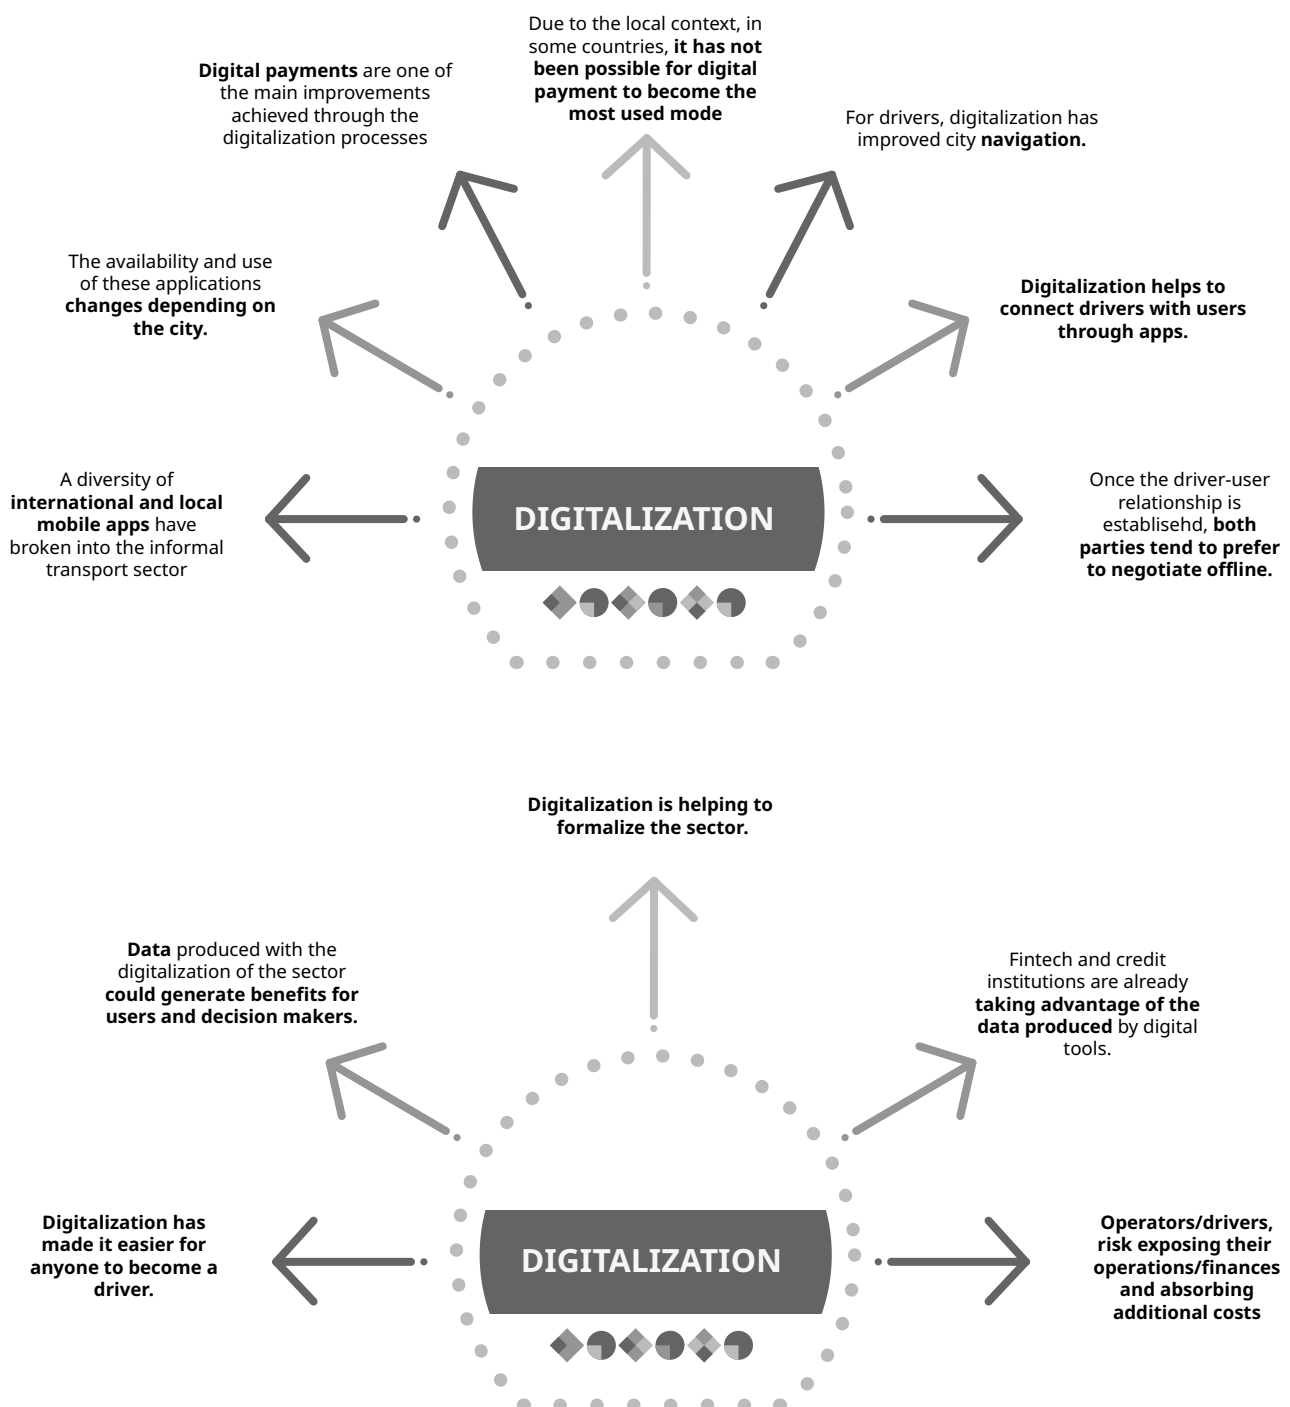 Due to the local context, in
some countries, it has not
been possible for digital
payment to become the
most used mode
Digital payments are one of
the main improvements
achieved through the
digitalization processes
For drivers, digitalization has
improved city navigation.
The availability and use
of these applications
changes depending on
the city.
Digitalization helps to
connect drivers with users
through apps.
A diversity of
international and local
mobile apps have
broken into the informal
transport sector
DIGITALIZATION
Once the driver-user
relationship is
establisehd, both
parties tend to prefer
to negotiate offline.
Digitalization is helping to
formalize the sector.
Data produced with the
digitalization of the sector
could generate benefits for
users and decision makers.
Fintech and credit
institutions are already
taking advantage of the
data produced by digital
tools.
Digitalization has
made it easier for
anyone to become a
driver.
DIGITALIZATION
Operators/drivers,
risk exposing their
operations/finances
and absorbing
additional costs